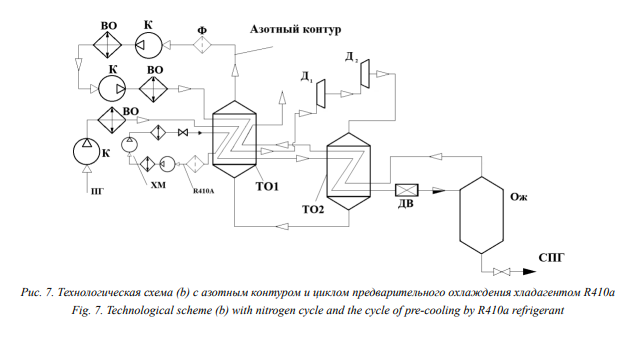 ВО К Ф Азотный контур
К ВО Д₁ Д₂
ВО
К
ПГ ХМ R410A ТО1
ТО2 ДВ Ож
СПГ
Рис. 7. Технологическая схема (b) с азотным контуром и циклом предварительного охлаждения хладагентом R410a
Fig. 7. Technological scheme (b) with nitrogen cycle and the cycle of pre-cooling by R410a refrigerant